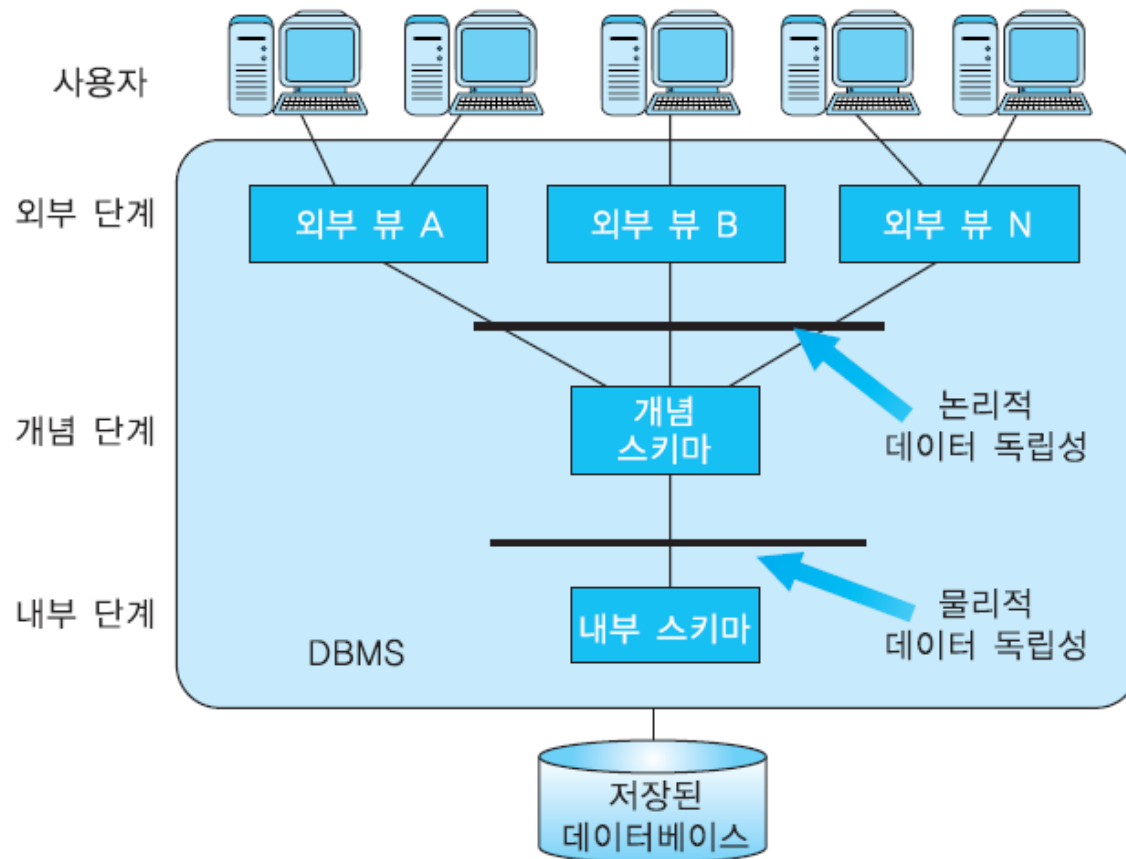 사용자
외부 단계
외부 뷰 A
외부 뷰 B
외부 뷰 N
개념 단계
개념
스키마
논리적
데이터 독립성
내부 단계
내부 스키마
물리적
데이터 독립성
DBMS
저장된
데이터베이스